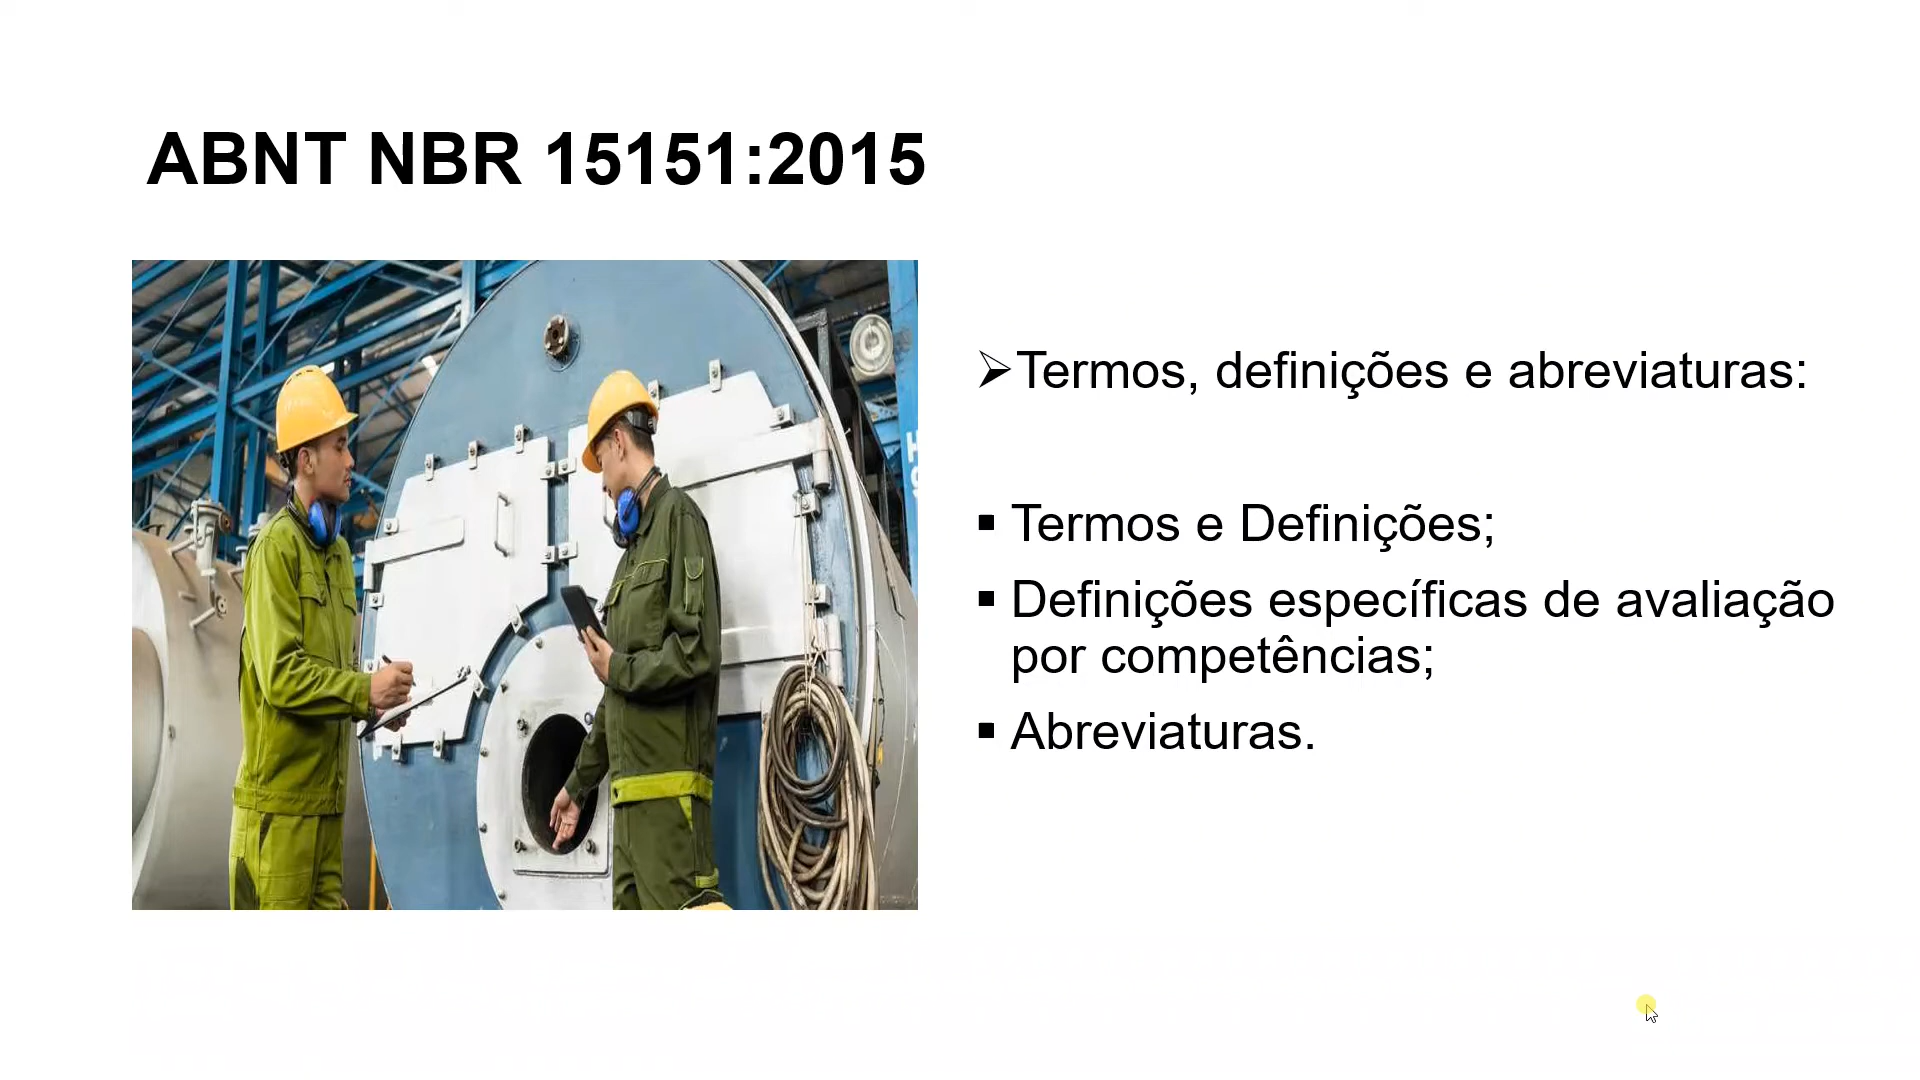 ABNT NBR 15151:2015
➢Termos, definições e abreviaturas:
▪ Termos e Definições;
▪ Definições específicas de avaliação
por competências;
▪ Abreviaturas.